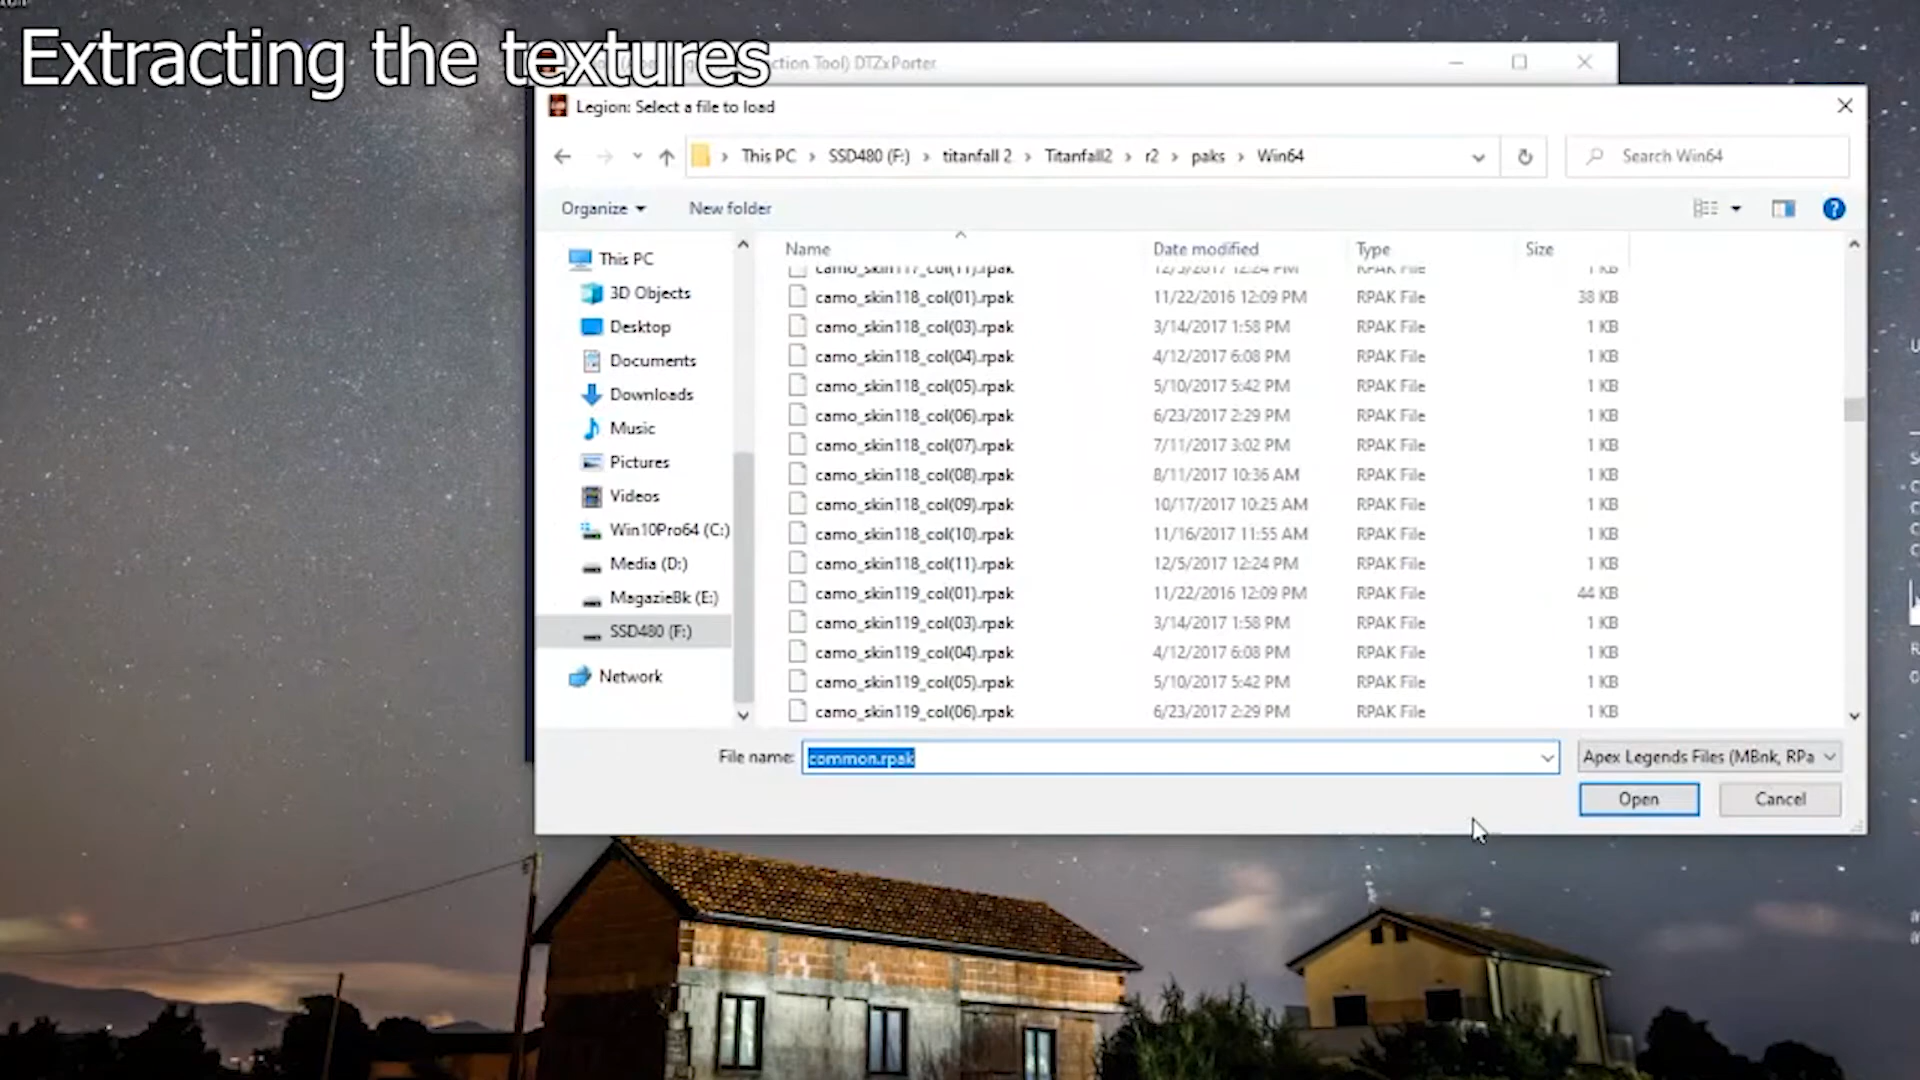 Extracting the textures
ction Tool) DTZxPorter
Legion: Select a file to load
This PC > SSD480 (F:) > titanfall 2 > Titanfall2 > r2 > paks > Win64
Search Win64
Organize
New folder
Name Date modified Type Size
This PC
3D Objects
Desktop
Documents
Downloads
Music
Pictures
Videos
Win10Pro64 (C:)
Media (D:)
MagazieBk (E:)
SSD480 (F:)
Network
camo_skin117_col(11).rpak 12/5/2017 12:24 PM RPAK File 1 KB
camo_skin118_col(01).rpak 11/22/2016 12:09 PM RPAK File 38 KB
camo_skin118_col(03).rpak 3/14/2017 1:58 PM RPAK File 1 KB
camo_skin118_col(04).rpak 4/12/2017 6:08 PM RPAK File 1 KB
camo_skin118_col(05).rpak 5/10/2017 5:42 PM RPAK File 1 KB
camo_skin118_col(06).rpak 6/23/2017 2:29 PM RPAK File 1 KB
camo_skin118_col(07).rpak 7/11/2017 3:02 PM RPAK File 1 KB
camo_skin118_col(08).rpak 8/11/2017 10:36 AM RPAK File 1 KB
camo_skin118_col(09).rpak 10/17/2017 10:25 AM RPAK File 1 KB
camo_skin118_col(10).rpak 11/16/2017 11:55 AM RPAK File 1 KB
camo_skin118_col(11).rpak 12/5/2017 12:24 PM RPAK File 1 KB
camo_skin119_col(01).rpak 11/22/2016 12:09 PM RPAK File 44 KB
camo_skin119_col(03).rpak 3/14/2017 1:58 PM RPAK File 1 KB
camo_skin119_col(04).rpak 4/12/2017 6:08 PM RPAK File 1 KB
camo_skin119_col(05).rpak 5/10/2017 5:42 PM RPAK File 1 KB
camo_skin119_col(06).rpak 6/23/2017 2:29 PM RPAK File 1 KB
File name: common.rpak
Apex Legends Files (MBnk, RPa
Open
Cancel